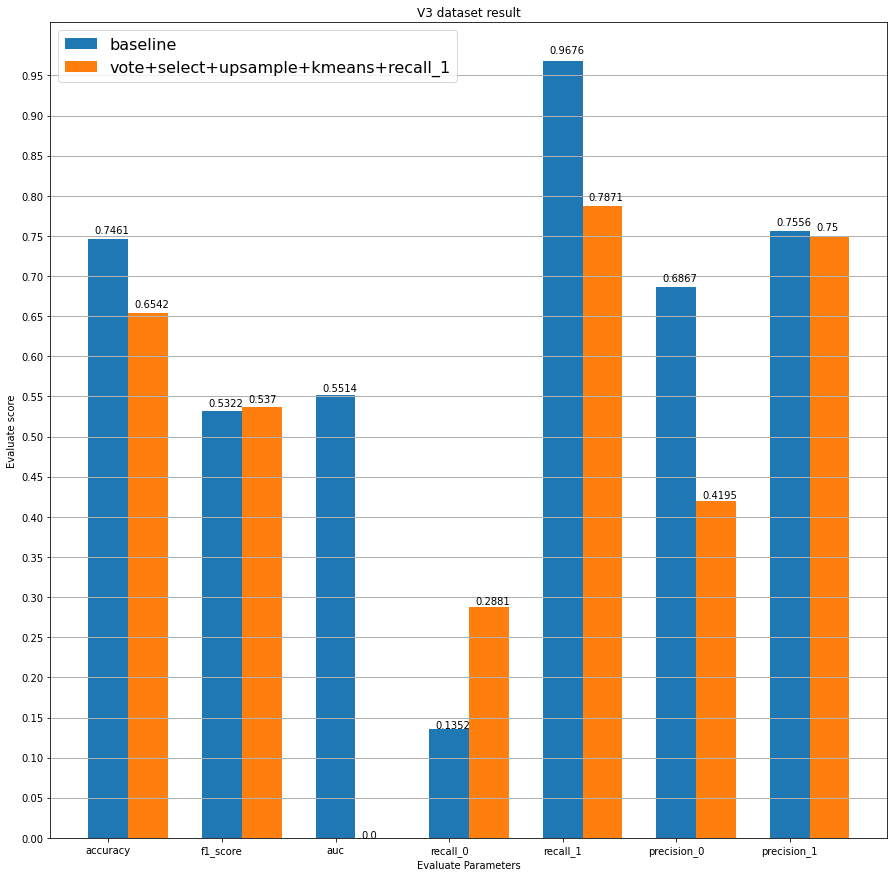 V3 dataset result
baseline
vote+select+upsample+kmeans+recall_1
Evaluate score
0.95
0.90
0.85
0.80
0.75
0.70
0.65
0.60
0.55
0.50
0.45
0.40
0.35
0.30
0.25
0.20
0.15
0.10
0.05
0.00
0.7461
0.6542
0.5322
0.537
0.5514
0.0
0.1352
0.2881
0.9676
0.7871
0.6867
0.4195
0.7556
0.75
accuracy
f1_score
auc
recall_0
recall_1
precision_0
precision_1
Evaluate Parameters